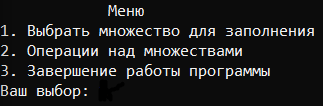 Меню
1. Выбрать множество для заполнения
2. Операции над множествами
3. Завершение работы программы
Ваш выбор: